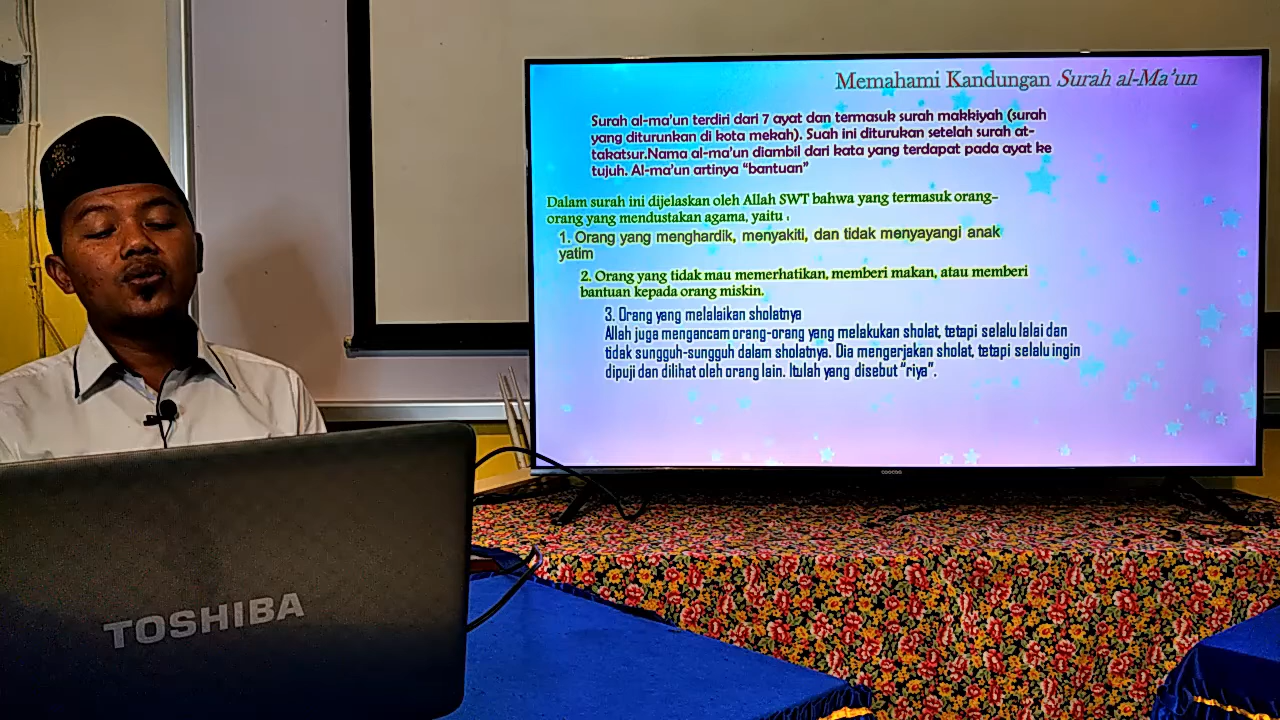 Memahami Kandungan Surah al-Ma'un
Surah al-ma'un terdiri dari 7 ayat dan termasuk surah makkiyah (surah
yang diturunkan di kota mekah). Suah ini diturukan setelah surah at-
takatsur.Nama al-ma'un diambil dari kata yang terdapat pada ayat ke
tujuh. Al-ma'un artinya "bantuan"
Dalam surah ini dijelaskan oleh Allah SWT bahwa yang termasuk orang-
orang yang mendustakan agama, yaitu :
1. Orang yang menghardik, menyakiti, dan tidak menyayangi anak
yatim
2. Orang yang tidak mau memerhatikan, memberi makan, atau memberi
bantuan kepada orang miskin.
3. Orang yang melalaikan sholatnya
Allah juga mengancam orang-orang yang melakukan sholat, tetapi selalu lalai dan
tidak sungguh-sungguh dalam sholatnya. Dia mengerjakan sholat, tetapi selalu ingin
dipuji dan dilihat oleh orang lain. Itulah yang disebut "riya".
coocaa
TOSHIBA